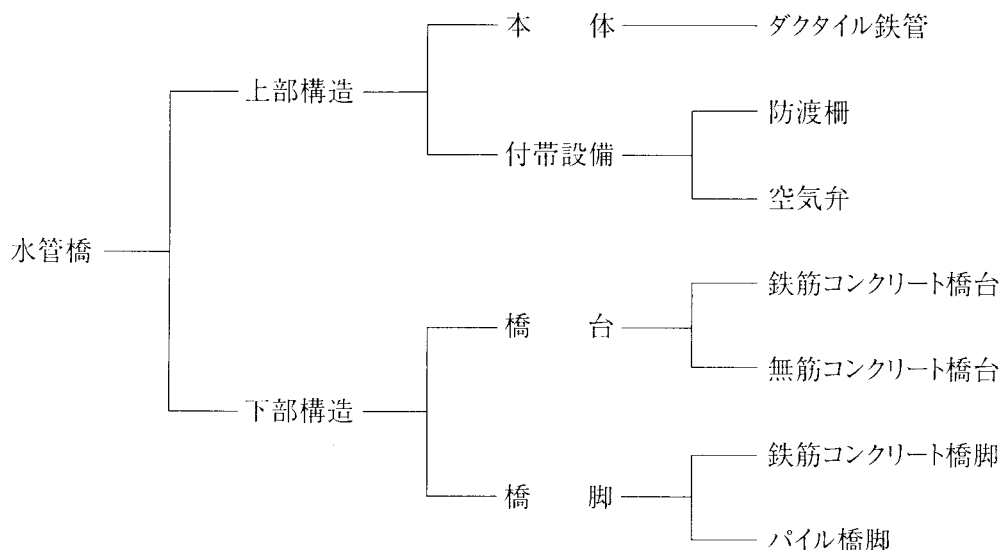 本　体
ダクタイル鉄管
上部構造
防渡柵
付帯設備
空気弁
水管橋
鉄筋コンクリート橋台
橋　台
無筋コンクリート橋台
下部構造
鉄筋コンクリート橋脚
橋　脚
パイル橋脚